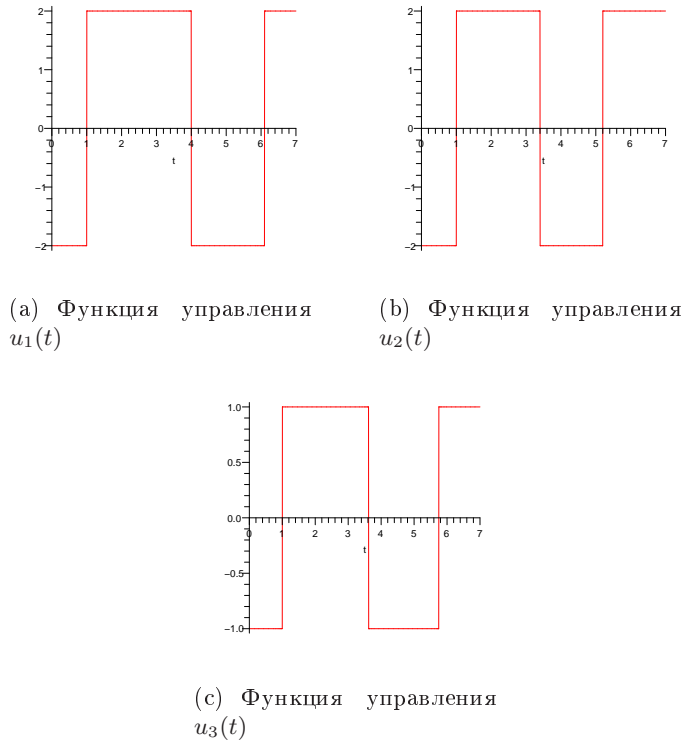 2
1
0
−1
−2
0 1 2 3 4 5 6 7
t
2
1
0
−1
−2
0 1 2 3 4 5 6 7
t
(a) Функция управления
u₁(t)
(b) Функция управления
u₂(t)
1.0
0.5
0.0
−0.5
−1.0
0 1 2 3 4 5 6 7
t
(c) Функция управления
u₃(t)